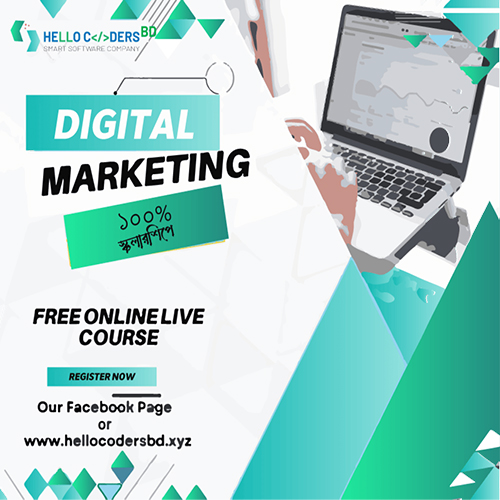 HELLO C</>DERS BD
SMART SOFTWARE COMPANY
DIGITAL
MARKETING
১০০%
স্কলারশিপে
FREE ONLINE LIVE
COURSE
REGISTER NOW
Our Facebook Page
or
www.hellocodersbd.xyz